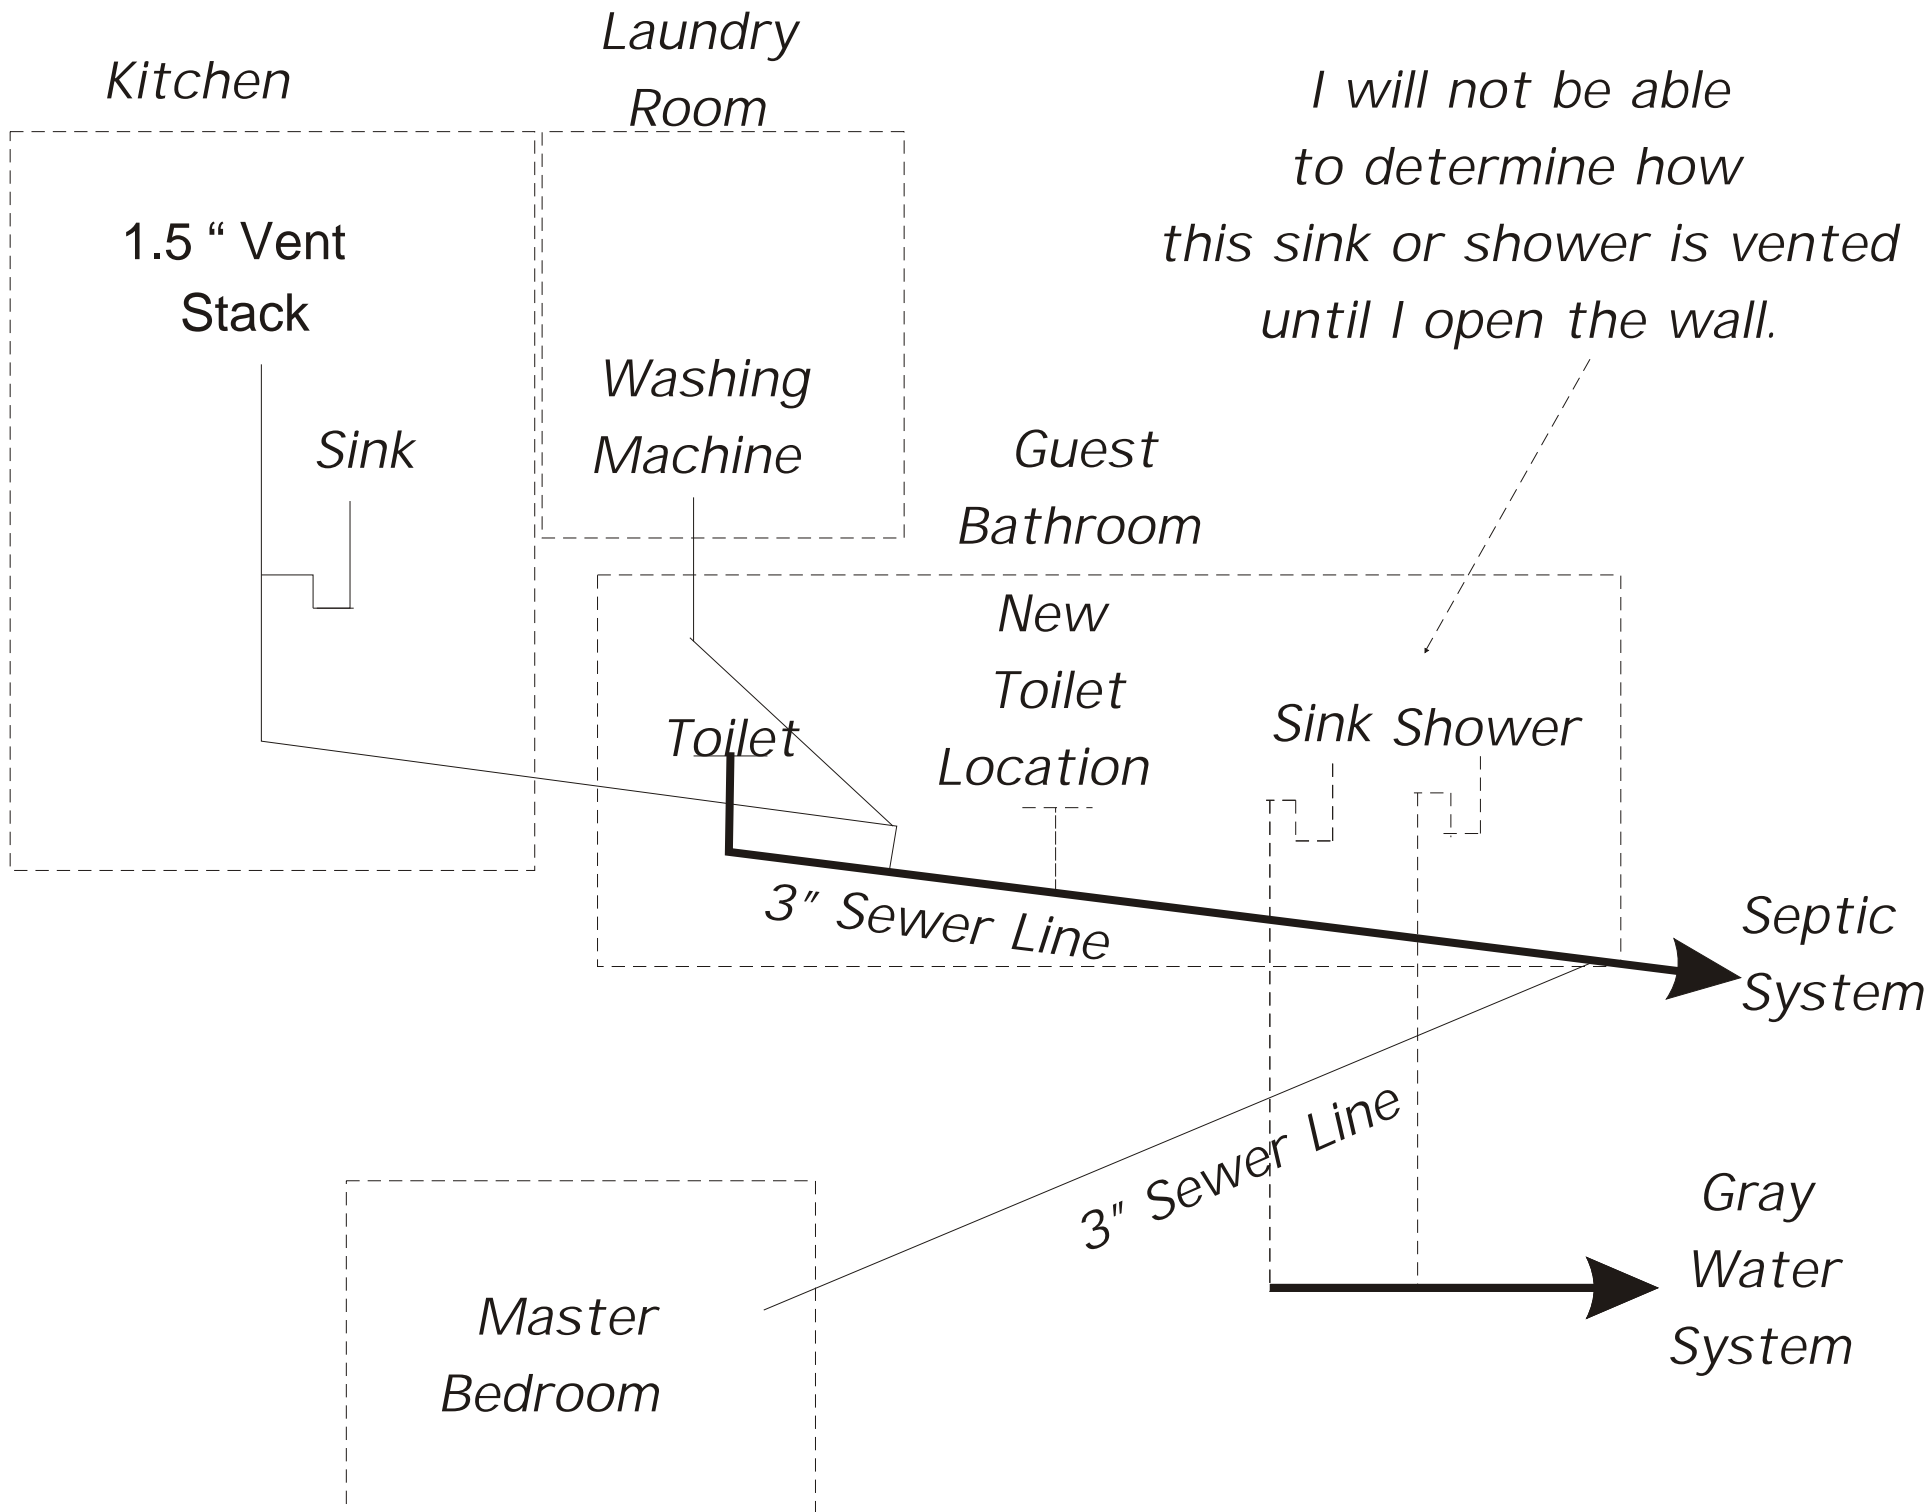 Kitchen
Laundry
Room
I will not be able
to determine how
this sink or shower is vented
until I open the wall.
1.5 “ Vent
Stack
Sink
Washing
Machine
Guest
Bathroom
New
Toilet
Location
Toilet
Sink
Shower
3" Sewer Line
Septic
System
3" Sewer Line
Gray
Water
System
Master
Bedroom